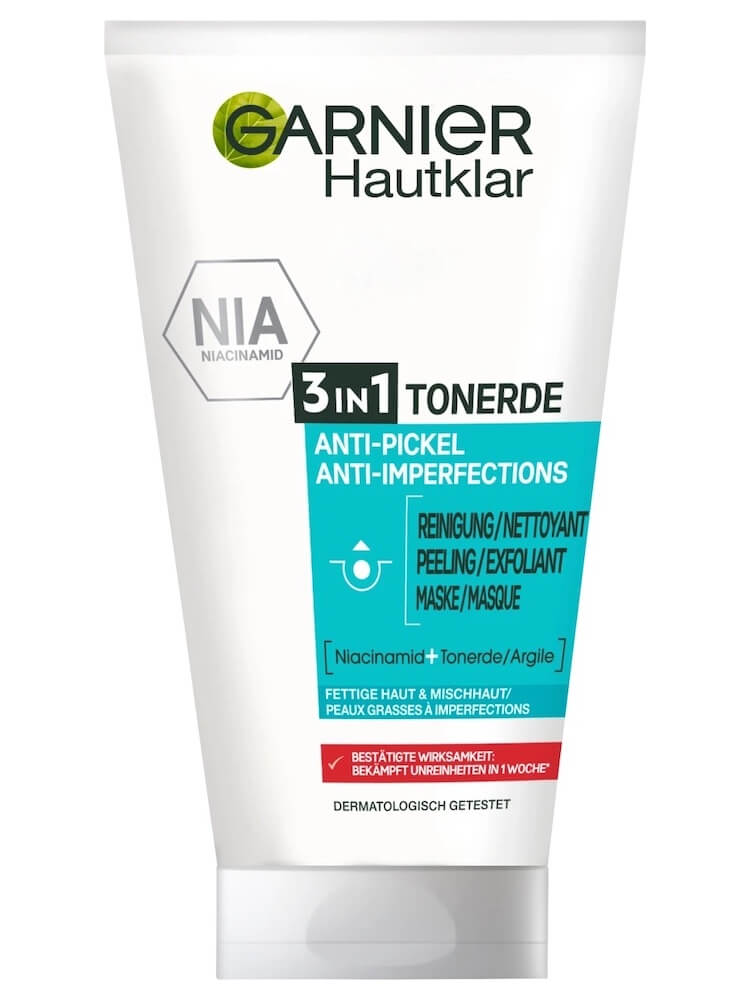 GARNIER
Hautklar
NIA
NIACINAMID
3 IN 1 TONERDE
ANTI-PICKEL
ANTI-IMPERFECTIONS
REINIGUNG/NETTOYANT
PEELING/EXFOLIANT
MASKE/MASQUE
[Niacinamid+Tonerde/Argile]
FETTIGE HAUT & MISCHHAUT/
PEAUX GRASSES À IMPERFECTIONS
✓ BESTÄTIGTE WIRKSAMKEIT:
BEKÄMPFT UNREINHEITEN IN 1 WOCHE*
DERMATOLOGISCH GETESTET